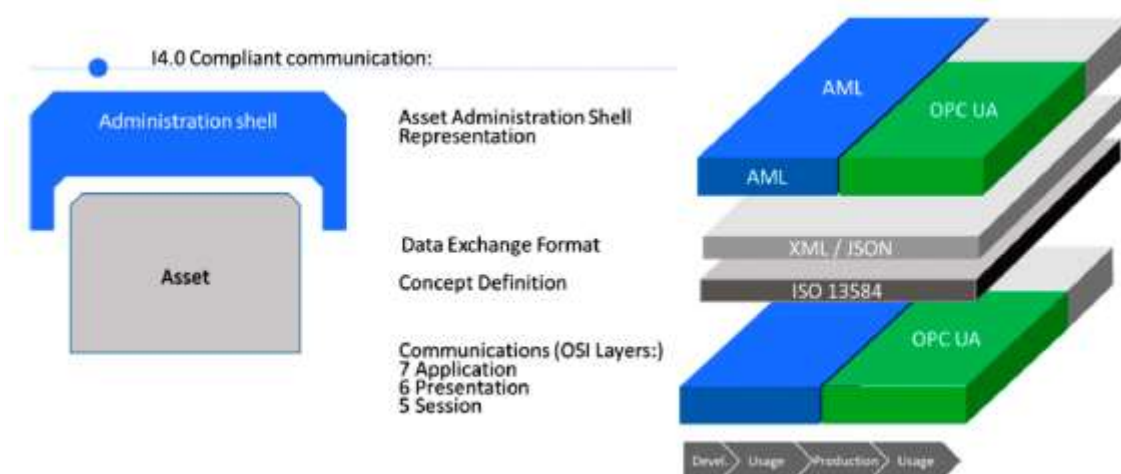 I4.0 Compliant communication:
Administration shell
Asset
Asset Administration Shell
Representation
Data Exchange Format
Concept Definition
Communications (OSI Layers:)
7 Application
6 Presentation
5 Session
AML
OPC UA
AML
XML / JSON
ISO 13584
OPC UA
Devel. Usage Production Usage